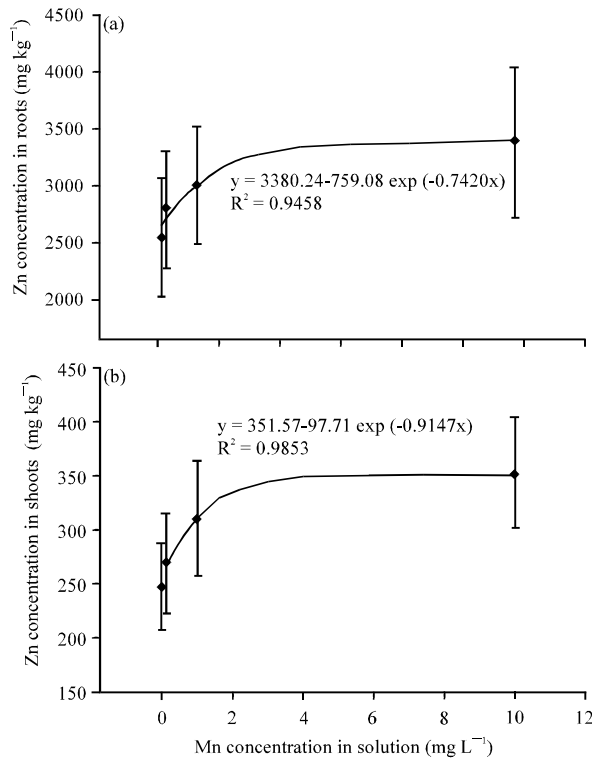 (a)
Zn concentration in roots (mg kg⁻¹)
4500
4000
3500
3000
2500
2000
y = 3380.24-759.08 exp (-0.7420x)
R² = 0.9458
(b)
Zn concentration in shoots (mg kg⁻¹)
450
400
350
300
250
200
150
y = 351.57-97.71 exp (-0.9147x)
R² = 0.9853
0 2 4 6 8 10 12
Mn concentration in solution (mg L⁻¹)